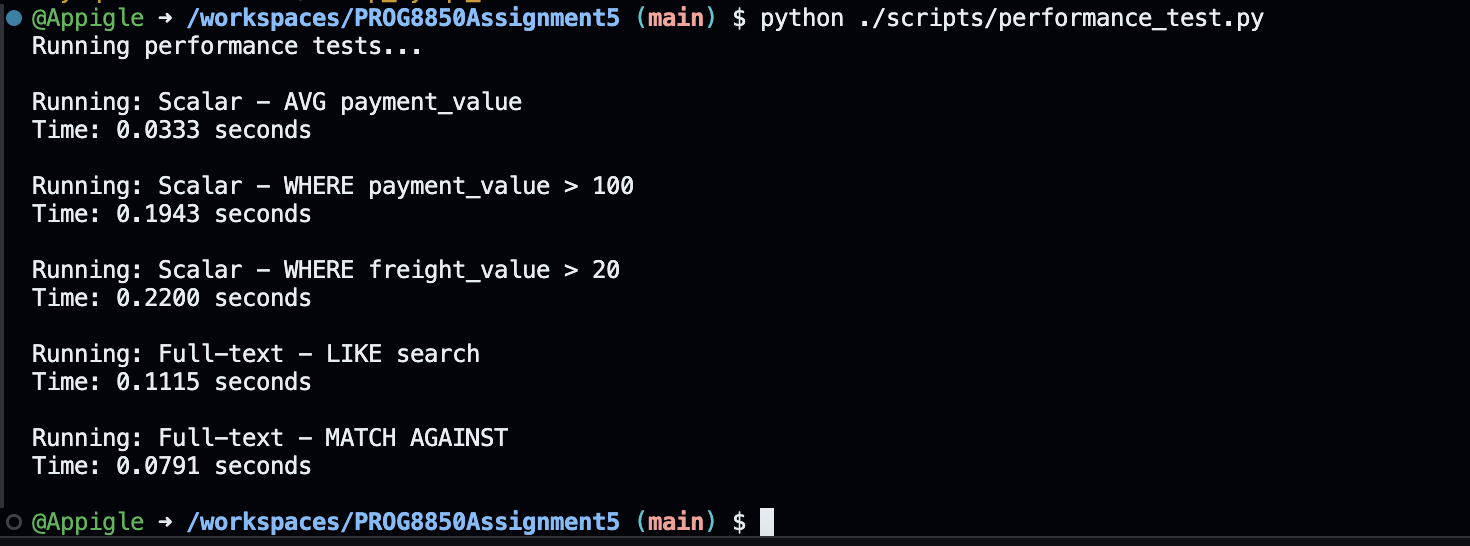 @Appigle ➜ /workspaces/PROG8850Assignment5 (main) $ python ./scripts/performance_test.py
Running performance tests...
Running: Scalar - AVG payment_value
Time: 0.0333 seconds
Running: Scalar - WHERE payment_value > 100
Time: 0.1943 seconds
Running: Scalar - WHERE freight_value > 20
Time: 0.2200 seconds
Running: Full-text - LIKE search
Time: 0.1115 seconds
Running: Full-text - MATCH AGAINST
Time: 0.0791 seconds
@Appigle ➜ /workspaces/PROG8850Assignment5 (main) $